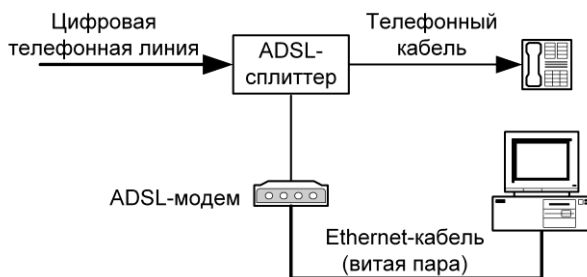 Цифровая
телефонная линия
ADSL-
сплиттер
Телефонный
кабель
ADSL-модем
Ethernet-кабель
(витая пара)